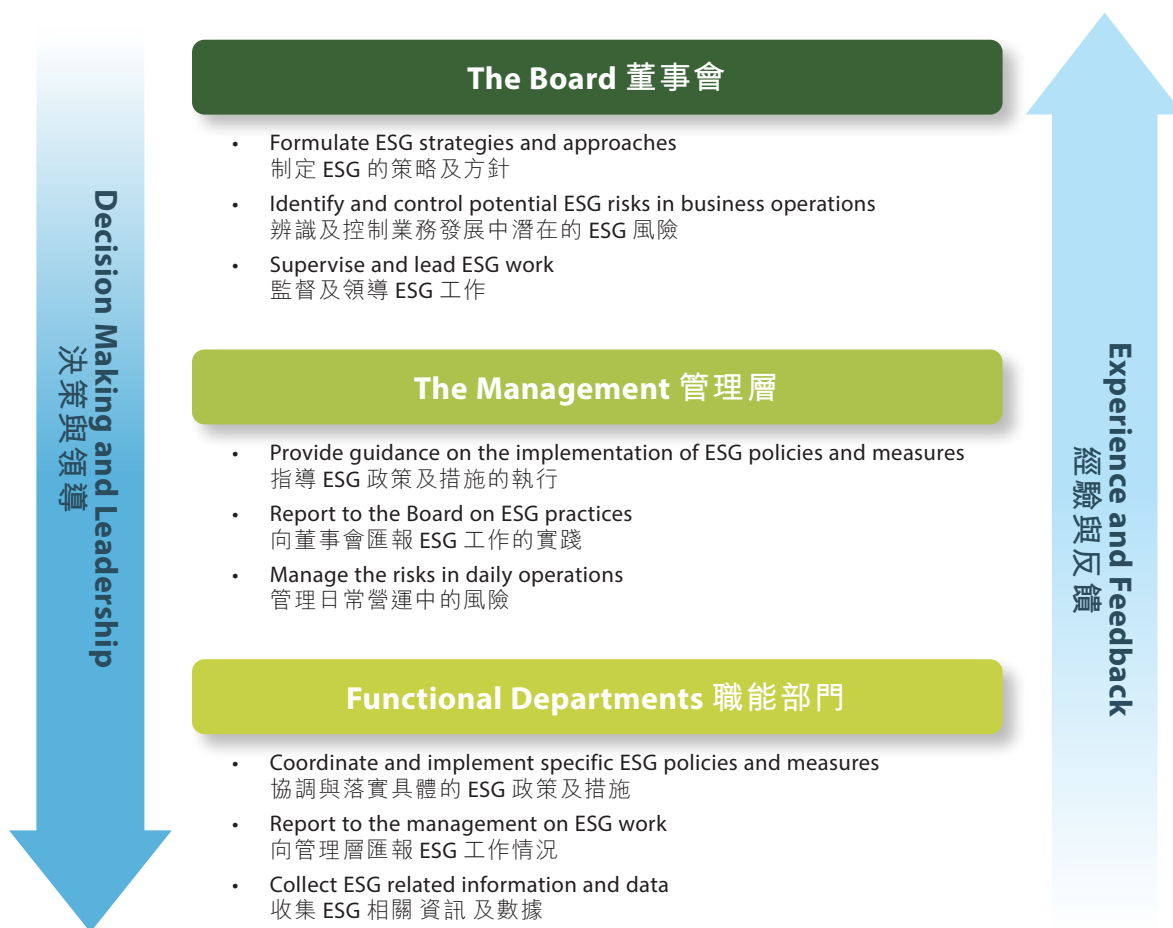 The Board 董事會
• Formulate ESG strategies and approaches
制定 ESG 的策略及方針
• Identify and control potential ESG risks in business operations
辨識及控制業務發展中潛在的 ESG 風險
• Supervise and lead ESG work
監督及領導 ESG 工作
Decision Making and Leadership
決策與領導
The Management 管理層
• Provide guidance on the implementation of ESG policies and measures
指導 ESG 政策及措施的執行
• Report to the Board on ESG practices
向董事會匯報 ESG 工作的實踐
• Manage the risks in daily operations
管理日常營運中的風險
Experience and Feedback
經驗與反饋
Functional Departments 職能部門
• Coordinate and implement specific ESG policies and measures
協調與落實具體的 ESG 政策及措施
• Report to the management on ESG work
向管理層匯報 ESG 工作情況
• Collect ESG related information and data
收集 ESG 相關 資訊 及數據